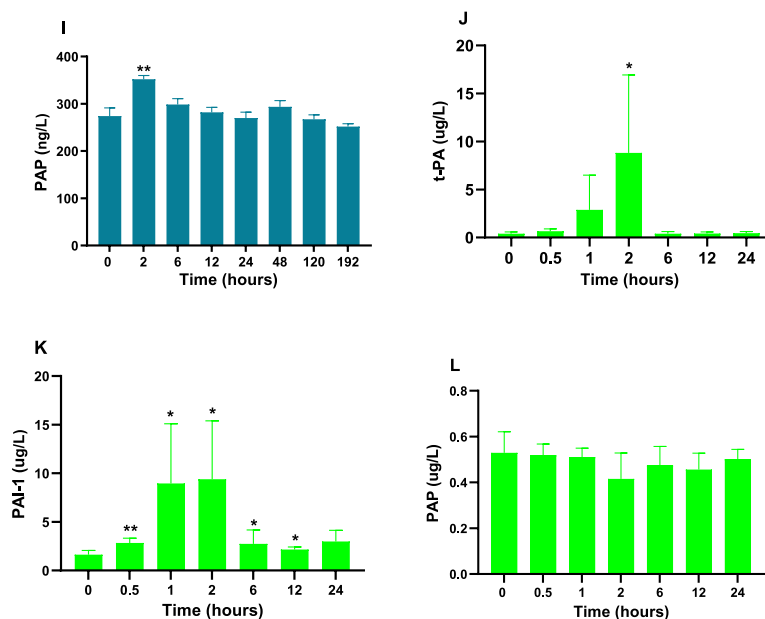 I
PAP
(ng/L)
400
300
200
100
0
**
0 2 6 12 24 48 120 192
Time (hours)
J
t-PA (ug/L)
20
15
10
5
0
*
0 0.5 1 2 6 12 24
Time (hours)
K
PAI-1 (ug/L)
20
15
10
5
0
** * * * *
0 0.5 1 2 6 12 24
Time (hours)
L
PAP (ug/L)
0.8
0.6
0.4
0.2
0.0
0 0.5 1 2 6 12 24
Time (hours)